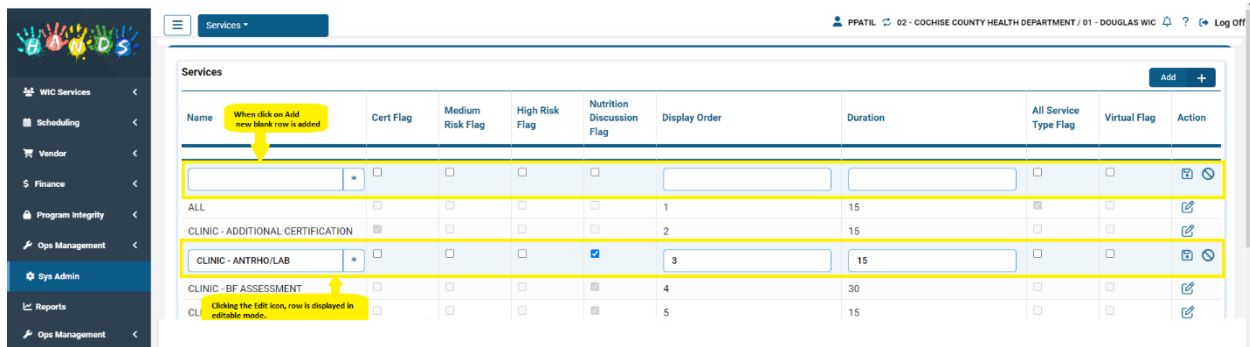 HANDS
Services
PPATIL 02 - COCHISE COUNTY HEALTH DEPARTMENT / 01 - DOUGLAS WIC ? Log Off
WIC Services
Scheduling
Vendor
$ Finance
Program Integrity
Ops Management
Sys Admin
Reports
Ops Management
Services
Add +
Name
Cert Flag
Medium
Risk Flag
High Risk
Flag
Nutrition
Discussion
Flag
Display Order
Duration
All Service
Type Flag
Virtual Flag
Action
When click on Add
new blank row is added
*
ALL 1 15
CLINIC - ADDITIONAL CERTIFICATION 2 15
CLINIC - ANTRHO/LAB * 3 15
CLINIC - BF ASSESSMENT 4 30
CLI 5 15
Clicking the Edit icon, row is displayed in
editable mode.